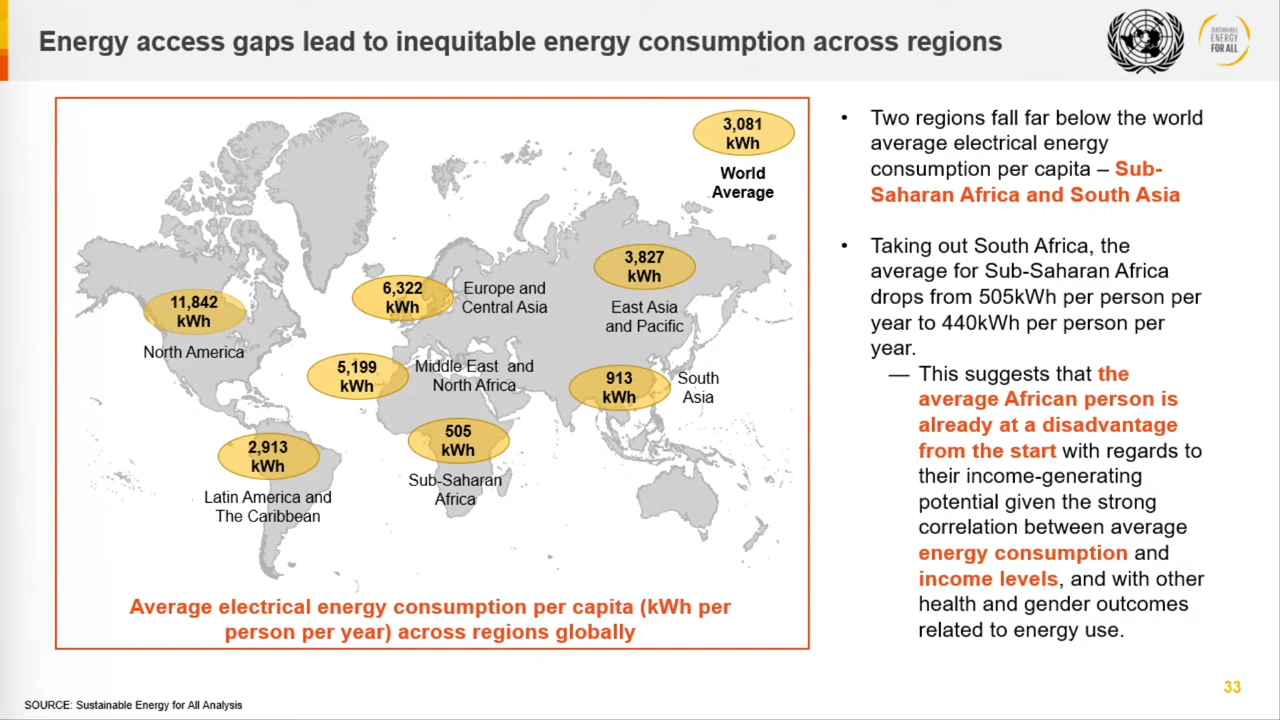 Energy access gaps lead to inequitable energy consumption across regions
SUSTAINABLE
ENERGY
FOR ALL
3,081
kWh
World
Average
3,827
kWh
East Asia
and Pacific
6,322
kWh
Europe and
Central Asia
11,842
kWh
North America
5,199
kWh
Middle East and
North Africa
913
kWh
South
Asia
505
kWh
Sub-Saharan
Africa
2,913
kWh
Latin America and
The Caribbean
Average electrical energy consumption per capita (kWh per
person per year) across regions globally
• Two regions fall far below the world
average electrical energy
consumption per capita – Sub-
Saharan Africa and South Asia
• Taking out South Africa, the
average for Sub-Saharan Africa
drops from 505kWh per person per
year to 440kWh per person per
year.
— This suggests that the
average African person is
already at a disadvantage
from the start with regards to
their income-generating
potential given the strong
correlation between average
energy consumption and
income levels, and with other
health and gender outcomes
related to energy use.
33
SOURCE: Sustainable Energy for All Analysis